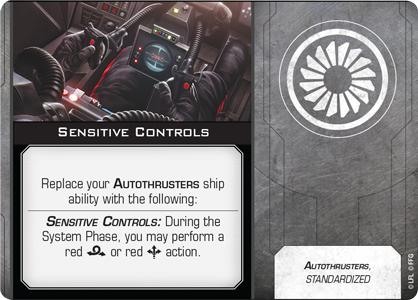 SENSITIVE CONTROLS
Replace your AUTOTHRUSTERS ship
ability with the following:
SENSITIVE CONTROLS: During the
System Phase, you may perform a
red or red action.
AUTOTHRUSTERS,
STANDARDIZED
© LFL © FFG